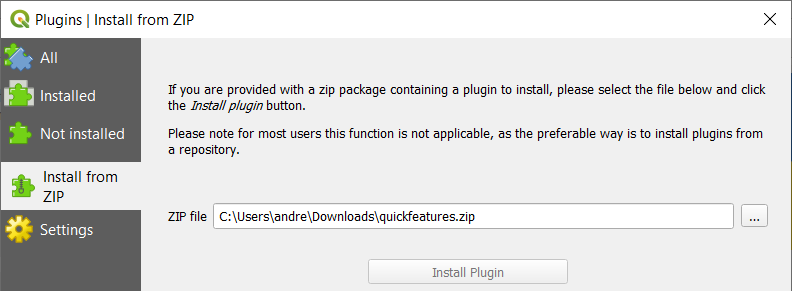 Plugins | Install from ZIP
All
Installed
Not installed
Install from
ZIP
Settings
If you are provided with a zip package containing a plugin to install, please select the file below and click
the Install plugin button.
Please note for most users this function is not applicable, as the preferable way is to install plugins from
a repository.
ZIP file C:\Users\andre\Downloads\quickfeatures.zip ...
Install Plugin